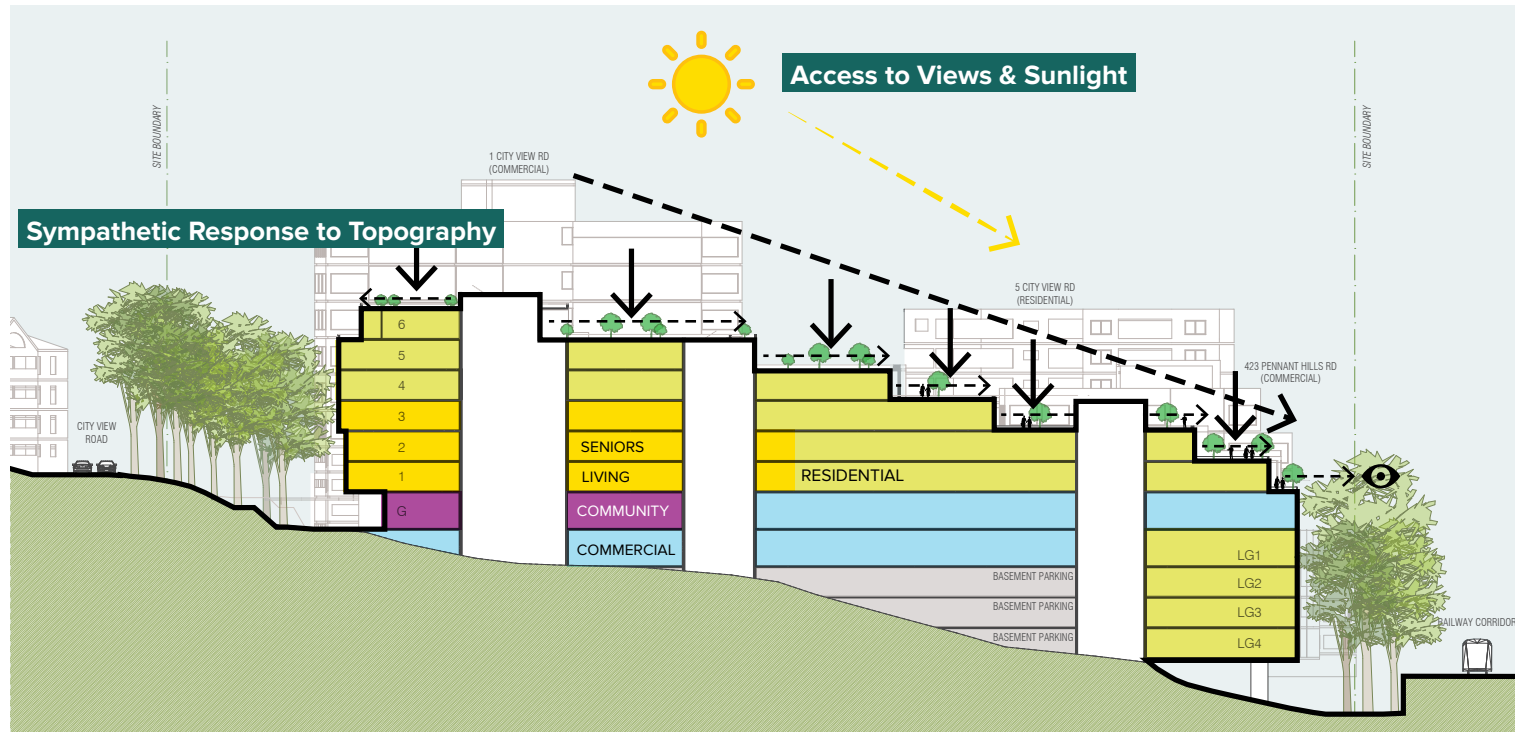 Access to Views & Sunlight
SITE BOUNDARY
SITE BOUNDARY
1 CITY VIEW RD
(COMMERCIAL)
Sympathetic Response to Topography
5 CITY VIEW RD
(RESIDENTIAL)
423 PENNANT HILLS RD
(COMMERCIAL)
6
5
4
3
CITY VIEW
ROAD
2
SENIORS
1
LIVING
RESIDENTIAL
G
COMMUNITY
COMMERCIAL
LG1
BASEMENT PARKING
LG2
BASEMENT PARKING
LG3
BASEMENT PARKING
LG4
RAILWAY CORRIDOR